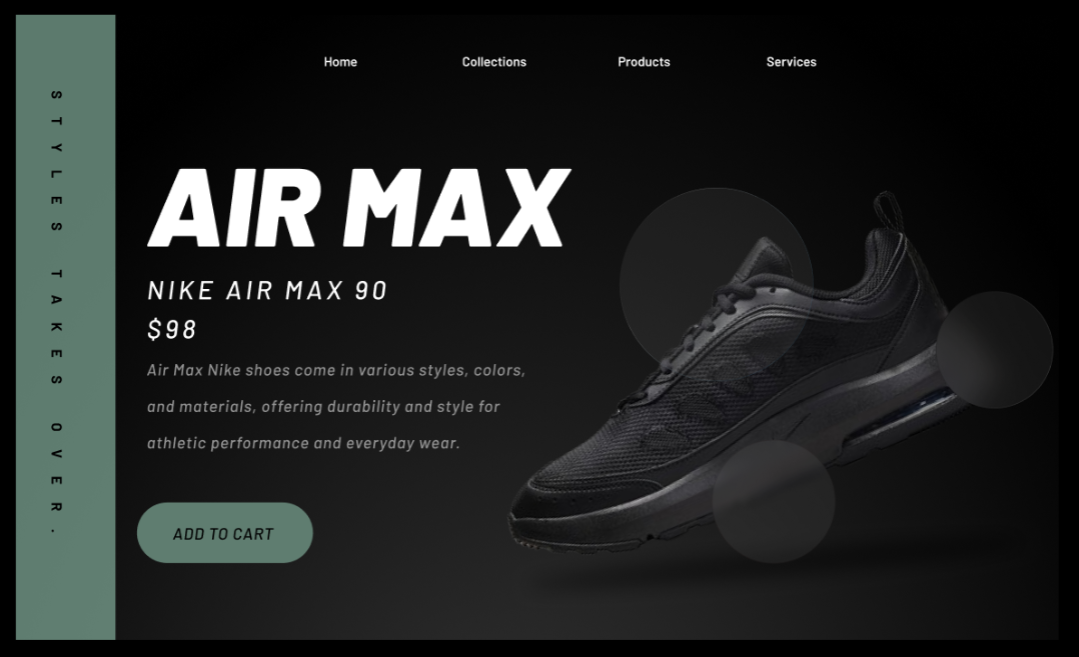 STYLES TAKES OVER.
Home Collections Products Services
AIR MAX
NIKE AIR MAX 90
$98
Air Max Nike shoes come in various styles, colors,
and materials, offering durability and style for
athletic performance and everyday wear.
ADD TO CART